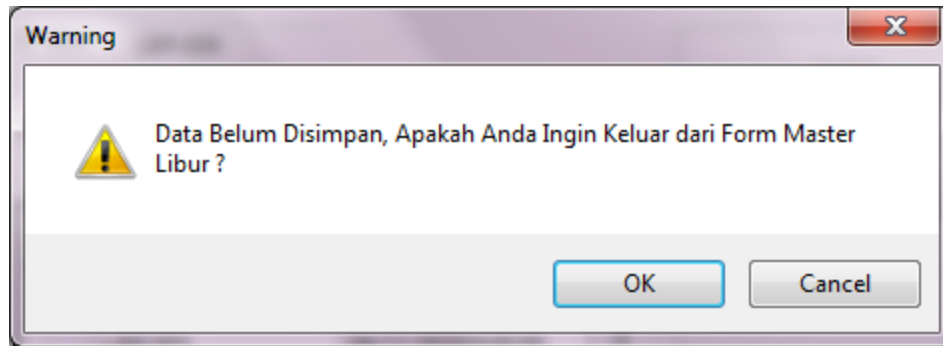 Warning
Data Belum Disimpan, Apakah Anda Ingin Keluar dari Form Master
Libur ?
OK
Cancel